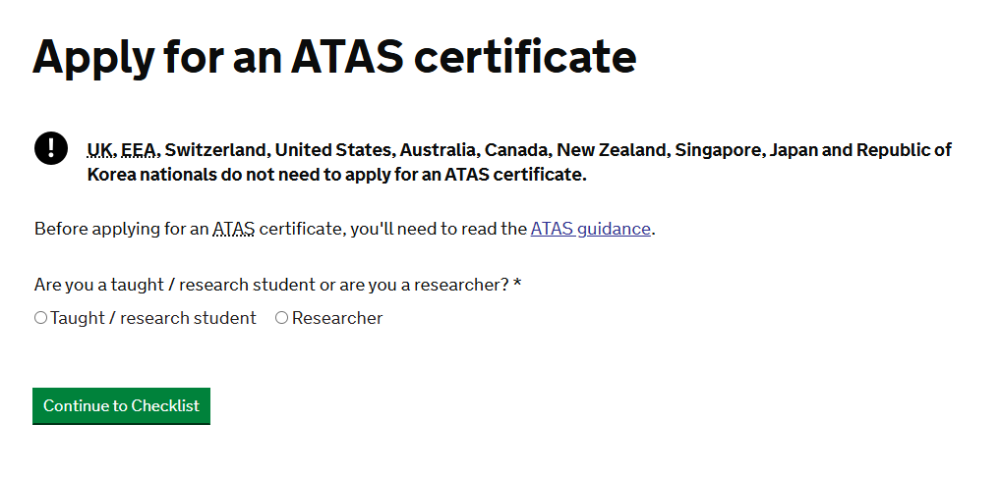 Apply for an ATAS certificate
UK, EEA, Switzerland, United States, Australia, Canada, New Zealand, Singapore, Japan and Republic of
Korea nationals do not need to apply for an ATAS certificate.
Before applying for an ATAS certificate, you'll need to read the ATAS guidance.
Are you a taught / research student or are you a researcher? *
Taught / research student Researcher
Continue to Checklist